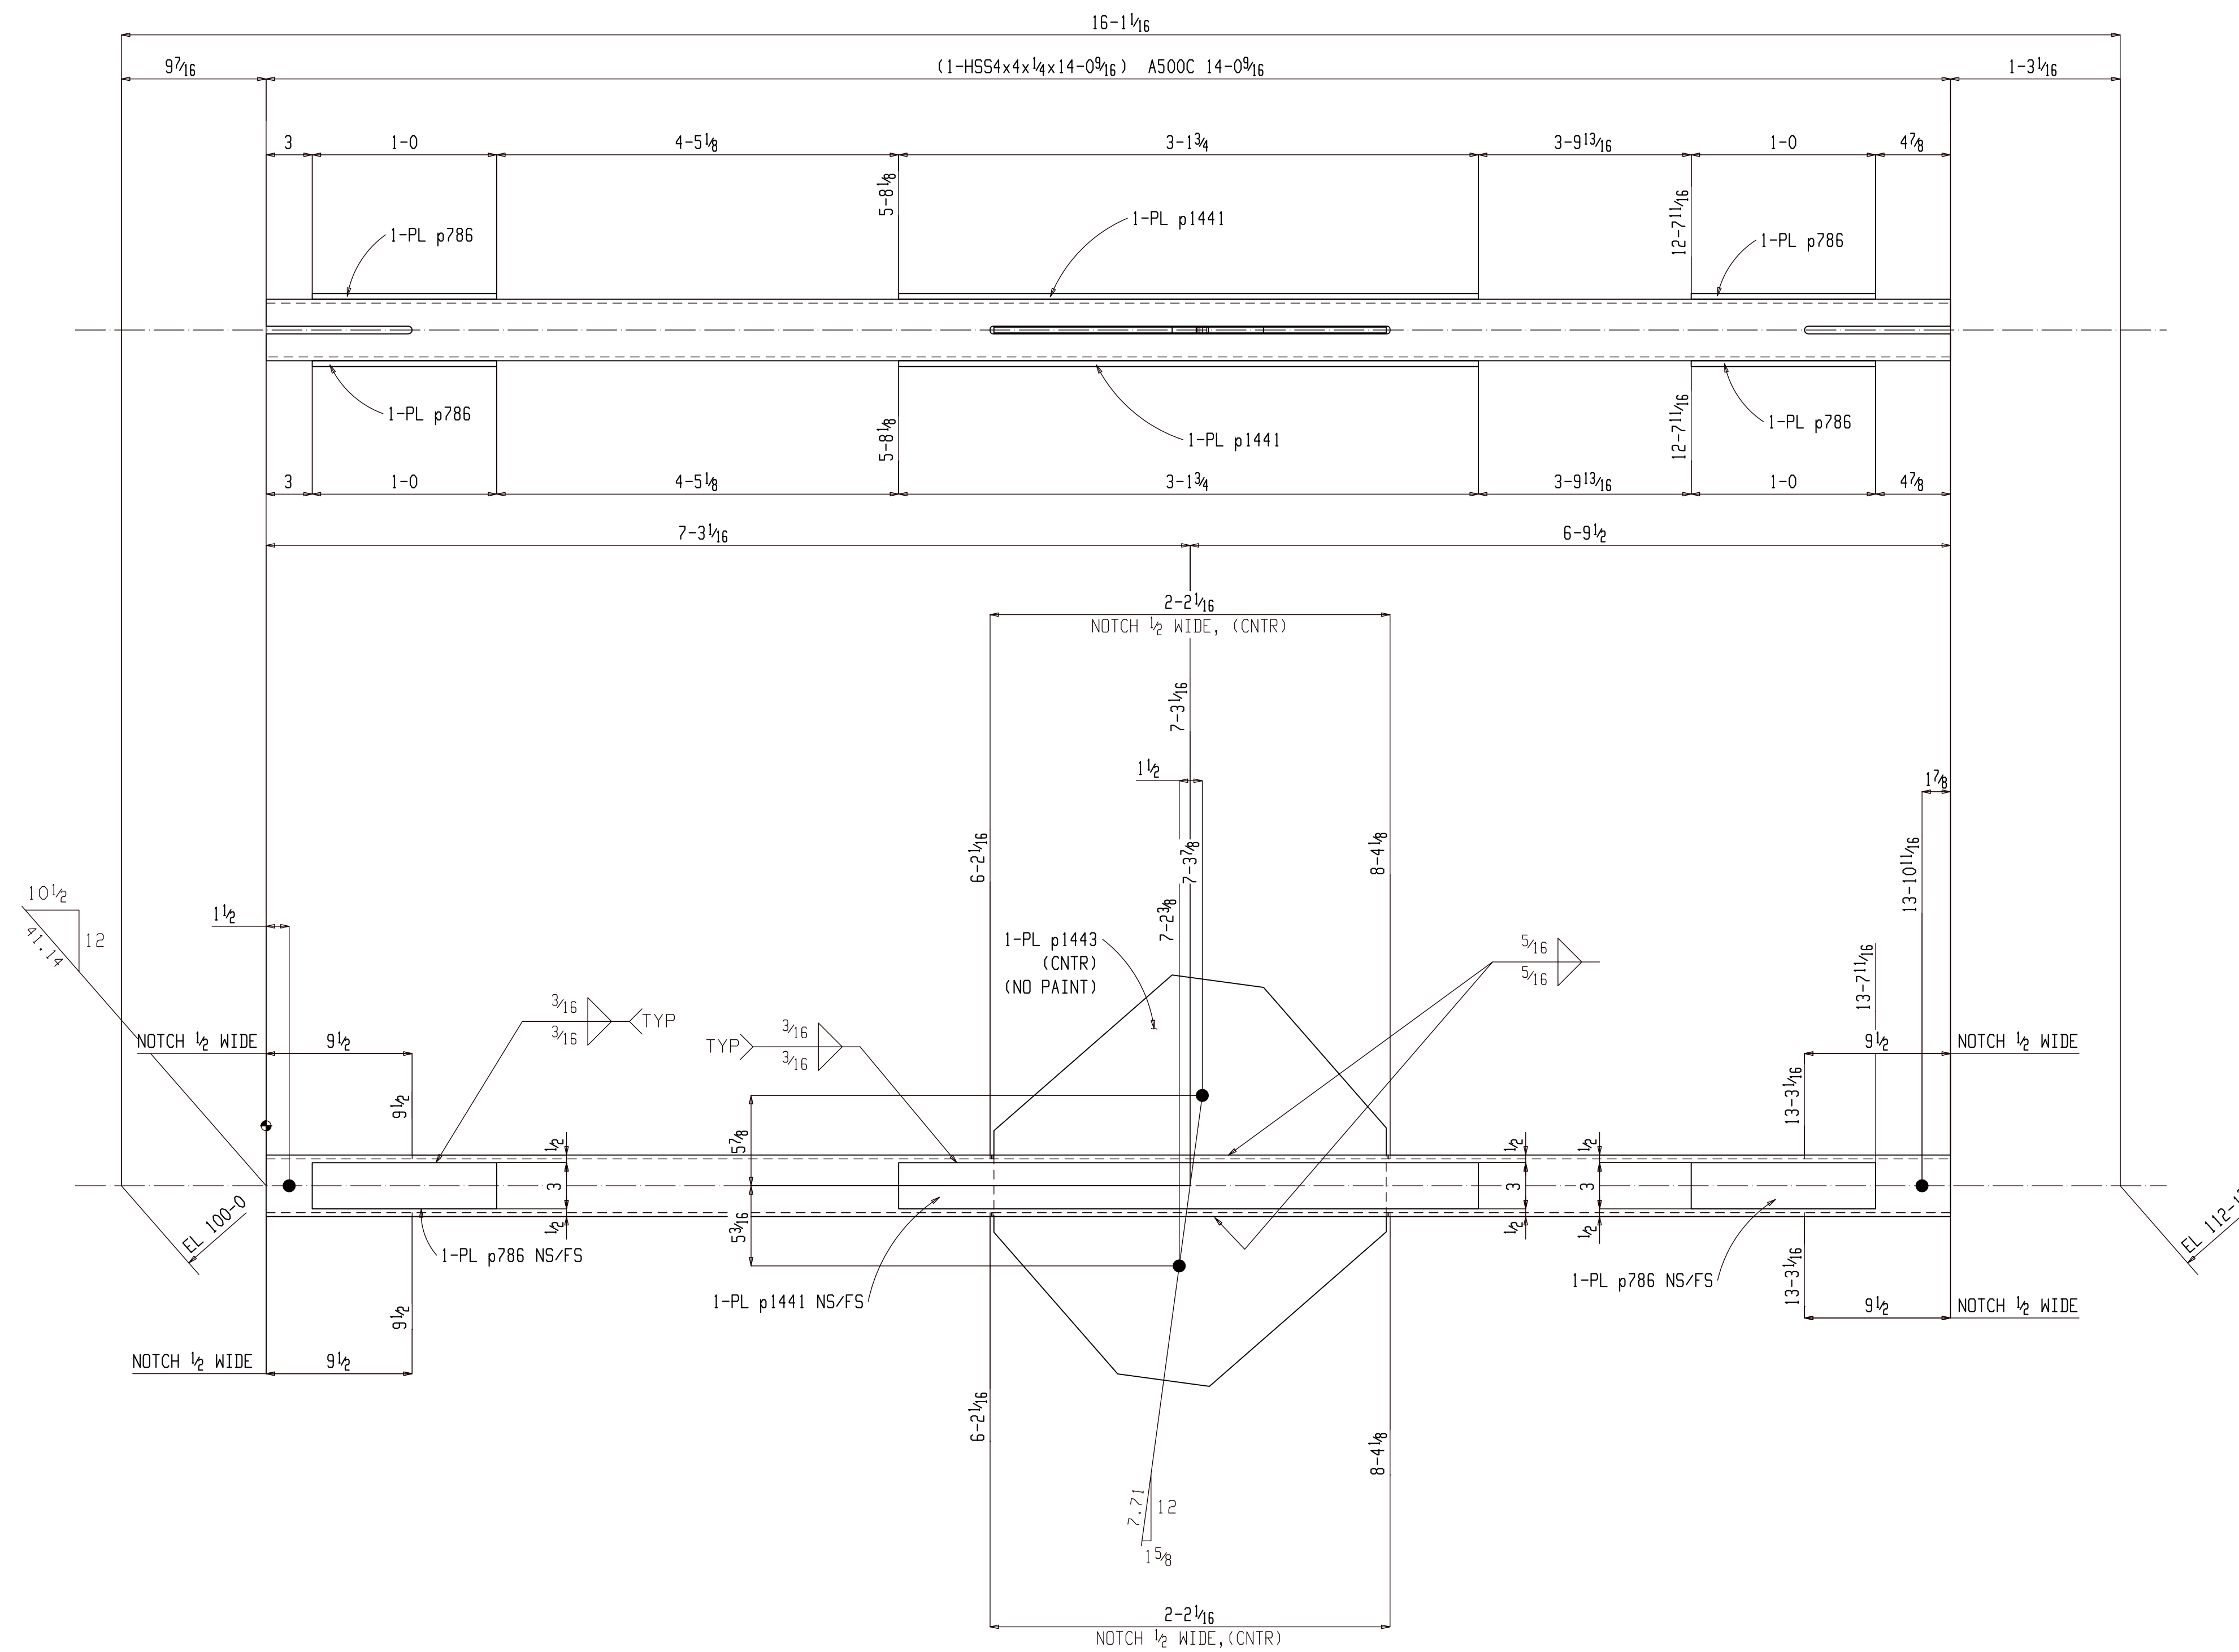 16-1 1/16
9 7/16
(1-HSS4x4x1/4x14-0 9/16) A500C 14-0 9/16
1-3 1/16
3
1-0
4-5 1/8
3-1 3/4
3-9 13/16
1-0
4 7/8
5-8 1/8
12-7 11/16
1-PL p786
1-PL p1441
1-PL p786
1-PL p786
1-PL p1441
1-PL p786
5-8 1/8
12-7 11/16
3
1-0
4-5 1/8
3-1 3/4
3-9 13/16
1-0
4 7/8
7-3 1/16
6-9 1/2
2-2 1/16
NOTCH 1/2 WIDE, (CNTR)
7-3 1/16
1 1/2
1 7/8
6-2 1/16
7-3 7/8
8-4 1/8
13-10 11/16
10 1/2
12
41.14
1 1/2
7-2 3/8
1-PL p1443
(CNTR)
(NO PAINT)
5/16
5/16
13-7 11/16
3/16
3/16
TYP
TYP
3/16
3/16
NOTCH 1/2 WIDE
9 1/2
9 1/2
NOTCH 1/2 WIDE
9 1/2
13-3 1/16
5 7/8
1/2
3
1/2
1/2
3
1/2
1/2
3
1/2
5 3/16
EL 100-0
EL 112-1
1-PL p786 NS/FS
1-PL p1441 NS/FS
1-PL p786 NS/FS
13-3 1/16
9 1/2
9 1/2
NOTCH 1/2 WIDE
NOTCH 1/2 WIDE
9 1/2
6-2 1/16
8-4 1/8
7.71
12
1 5/8
2-2 1/16
NOTCH 1/2 WIDE,(CNTR)